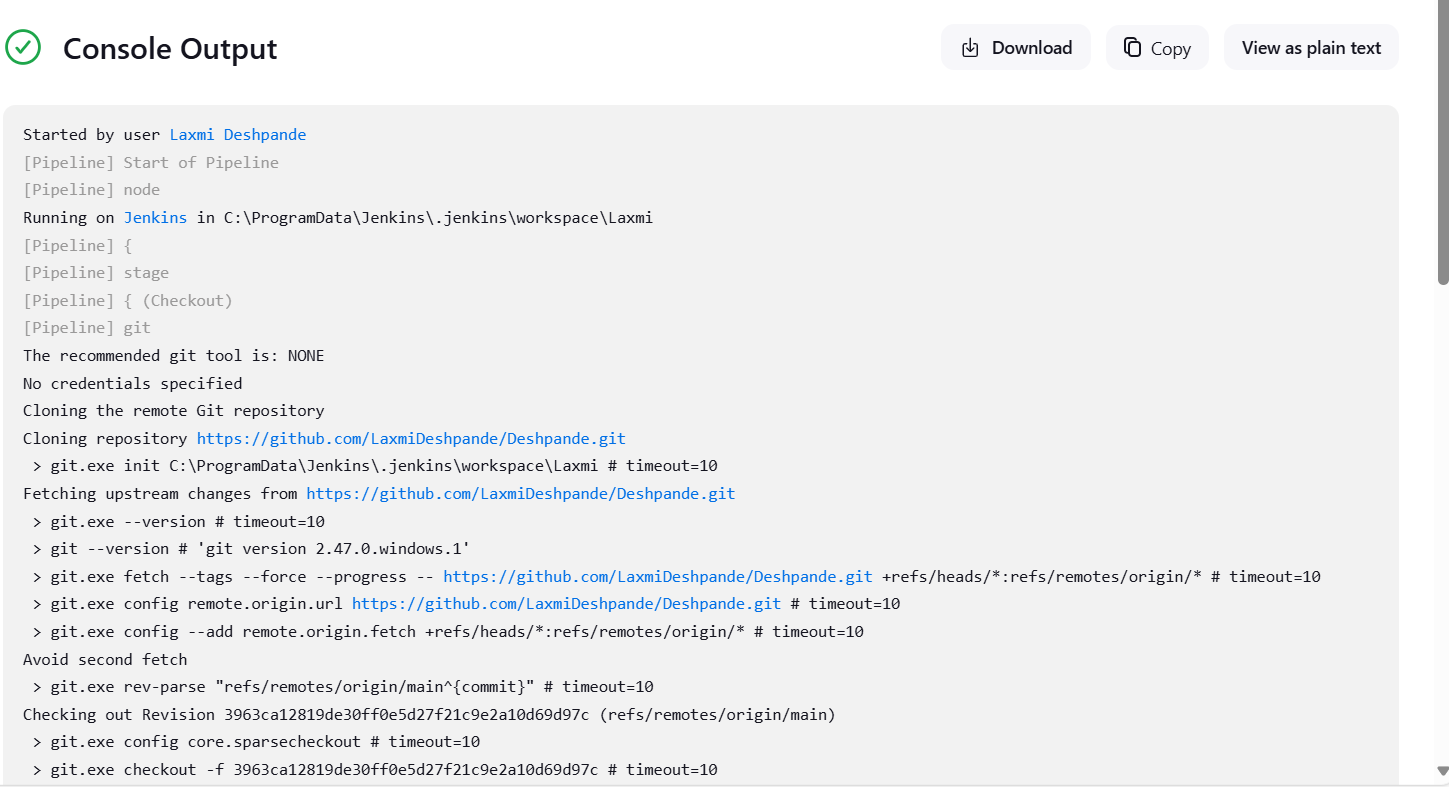 Console Output
Download
Copy
View as plain text
Started by user Laxmi Deshpande
[Pipeline] Start of Pipeline
[Pipeline] node
Running on Jenkins in C:\ProgramData\Jenkins\.jenkins\workspace\Laxmi
[Pipeline] {
[Pipeline] stage
[Pipeline] { (Checkout)
[Pipeline] git
The recommended git tool is: NONE
No credentials specified
Cloning the remote Git repository
Cloning repository https://github.com/LaxmiDeshpande/Deshpande.git
 > git.exe init C:\ProgramData\Jenkins\.jenkins\workspace\Laxmi # timeout=10
Fetching upstream changes from https://github.com/LaxmiDeshpande/Deshpande.git
 > git.exe --version # timeout=10
 > git --version # 'git version 2.47.0.windows.1'
 > git.exe fetch --tags --force --progress -- https://github.com/LaxmiDeshpande/Deshpande.git +refs/heads/*:refs/remotes/origin/* # timeout=10
 > git.exe config remote.origin.url https://github.com/LaxmiDeshpande/Deshpande.git # timeout=10
 > git.exe config --add remote.origin.fetch +refs/heads/*:refs/remotes/origin/* # timeout=10
Avoid second fetch
 > git.exe rev-parse "refs/remotes/origin/main^{commit}" # timeout=10
Checking out Revision 3963ca12819de30ff0e5d27f21c9e2a10d69d97c (refs/remotes/origin/main)
 > git.exe config core.sparsecheckout # timeout=10
 > git.exe checkout -f 3963ca12819de30ff0e5d27f21c9e2a10d69d97c # timeout=10